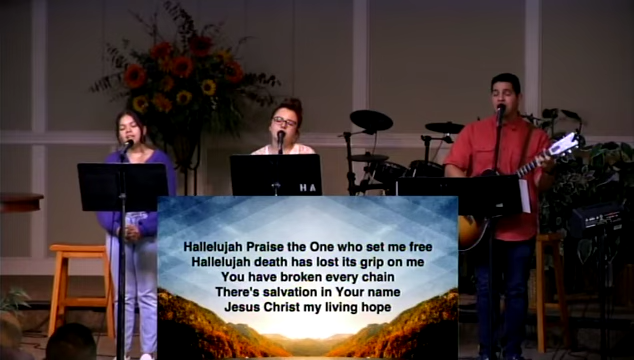 H A
Hallelujah Praise the One who set me free
Hallelujah death has lost its grip on me
You have broken every chain
There's salvation in Your name
Jesus Christ my living hope